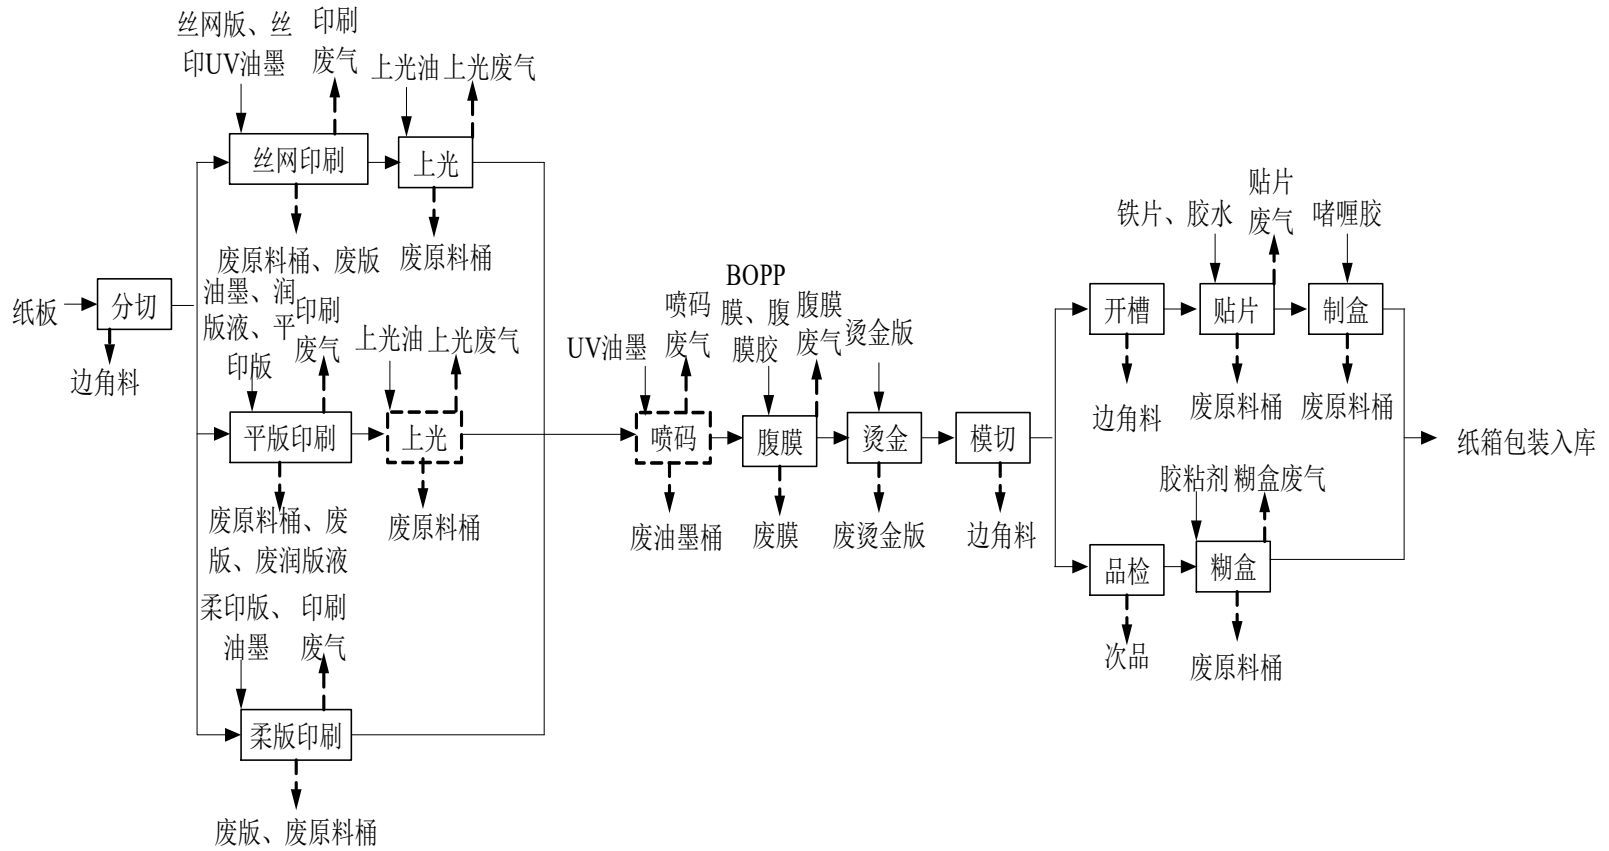 丝网版、丝
印UV油墨
印刷
废气
上光油
上光废气
丝网印刷
上光
废原料桶、废版
废原料桶
纸板
分切
边角料
油墨、润
版液、平
印版
印刷
废气
上光油
上光废气
平版印刷
上光
废原料桶、废
版、废润版液
废原料桶
柔印版、
油墨
印刷
废气
柔版印刷
废版、废原料桶
UV油墨
喷码
废气
喷码
废油墨桶
BOPP
膜、腹
膜胶
腹膜
废气
腹膜
废膜
烫金版
烫金
废烫金版
模切
边角料
开槽
边角料
铁片、胶水
贴片
废气
贴片
废原料桶
啫喱胶
制盒
废原料桶
品检
次品
胶粘剂
糊盒废气
糊盒
废原料桶
纸箱包装入库